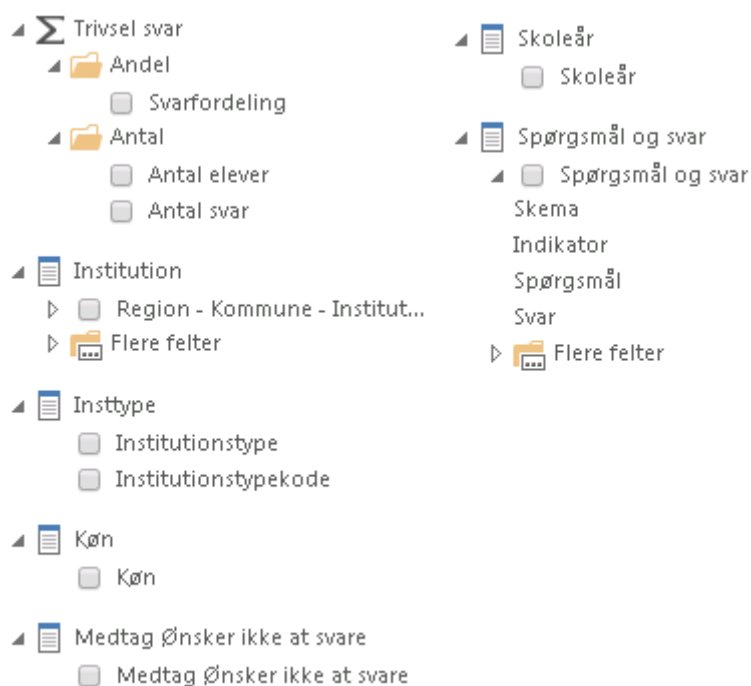 Trivsel svar
Andel
Svarfordeling
Antal
Antal elever
Antal svar
Institution
Region - Kommune - Institut...
Flere felter
Insttype
Institutionstype
Institutionstypekode
Køn
Køn
Medtag Ønsker ikke at svare
Medtag Ønsker ikke at svare
Skoleår
Skoleår
Spørgsmål og svar
Spørgsmål og svar
Skema
Indikator
Spørgsmål
Svar
Flere felter